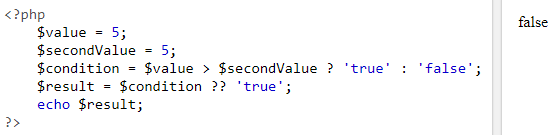 <?php
$value = 5;
$secondValue = 5;
$condition = $value > $secondValue ? 'true' : 'false';
$result = $condition ?? 'true';
echo $result;
?>
false